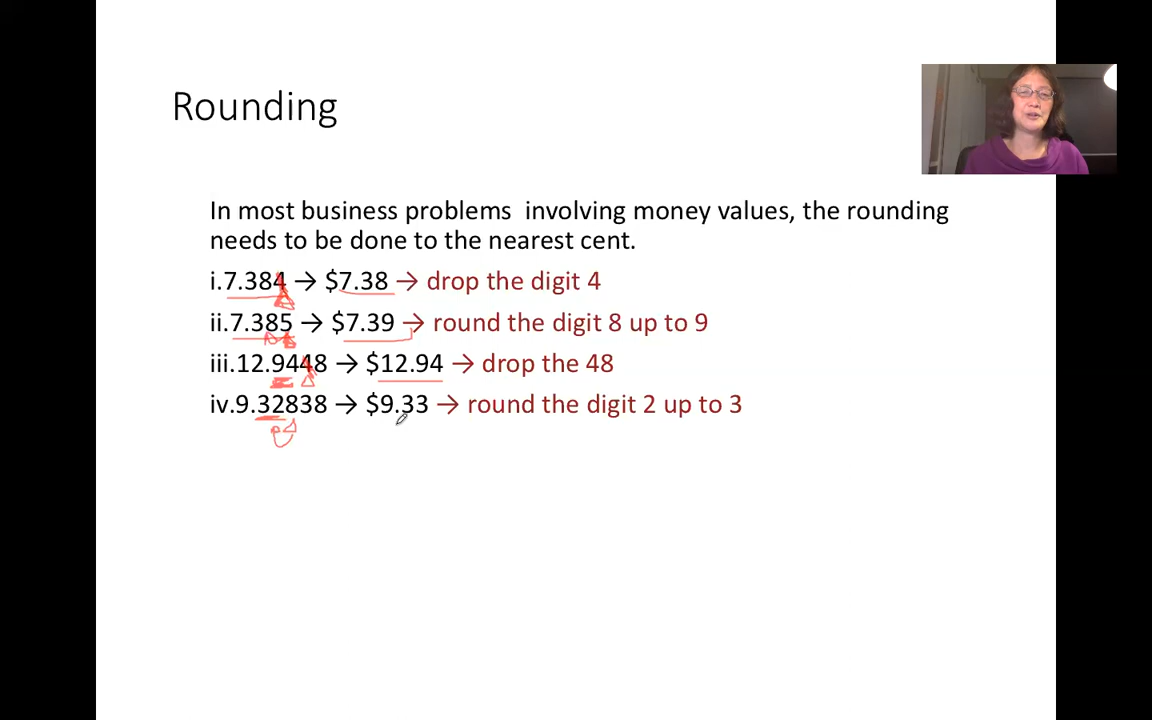 Rounding
In most business problems involving money values, the rounding
needs to be done to the nearest cent.
i.7.384 → $7.38 → drop the digit 4
ii.7.385 → $7.39 → round the digit 8 up to 9
iii.12.9448 → $12.94 → drop the 48
iv.9.32838 → $9.33 → round the digit 2 up to 3